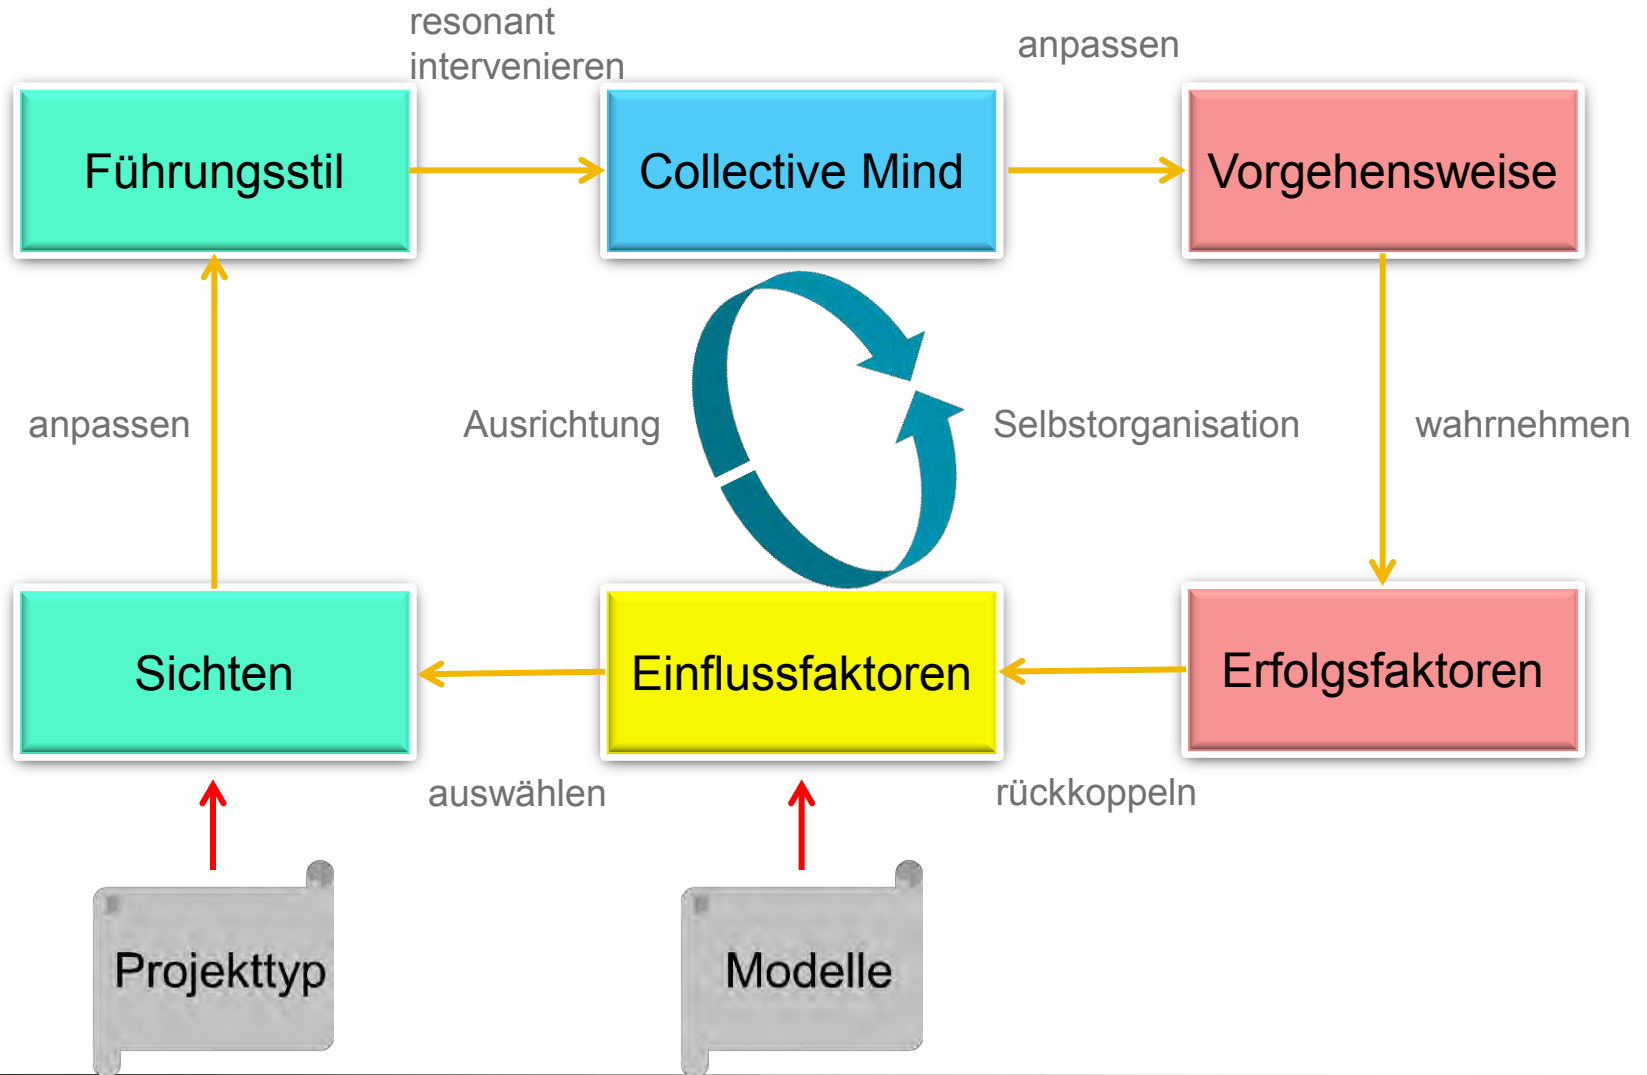 resonant
intervenieren
anpassen
Führungsstil
Collective Mind
Vorgehensweise
anpassen
Ausrichtung
Selbstorganisation
wahrnehmen
Sichten
Einflussfaktoren
Erfolgsfaktoren
auswählen
rückkoppeln
Projekttyp
Modelle